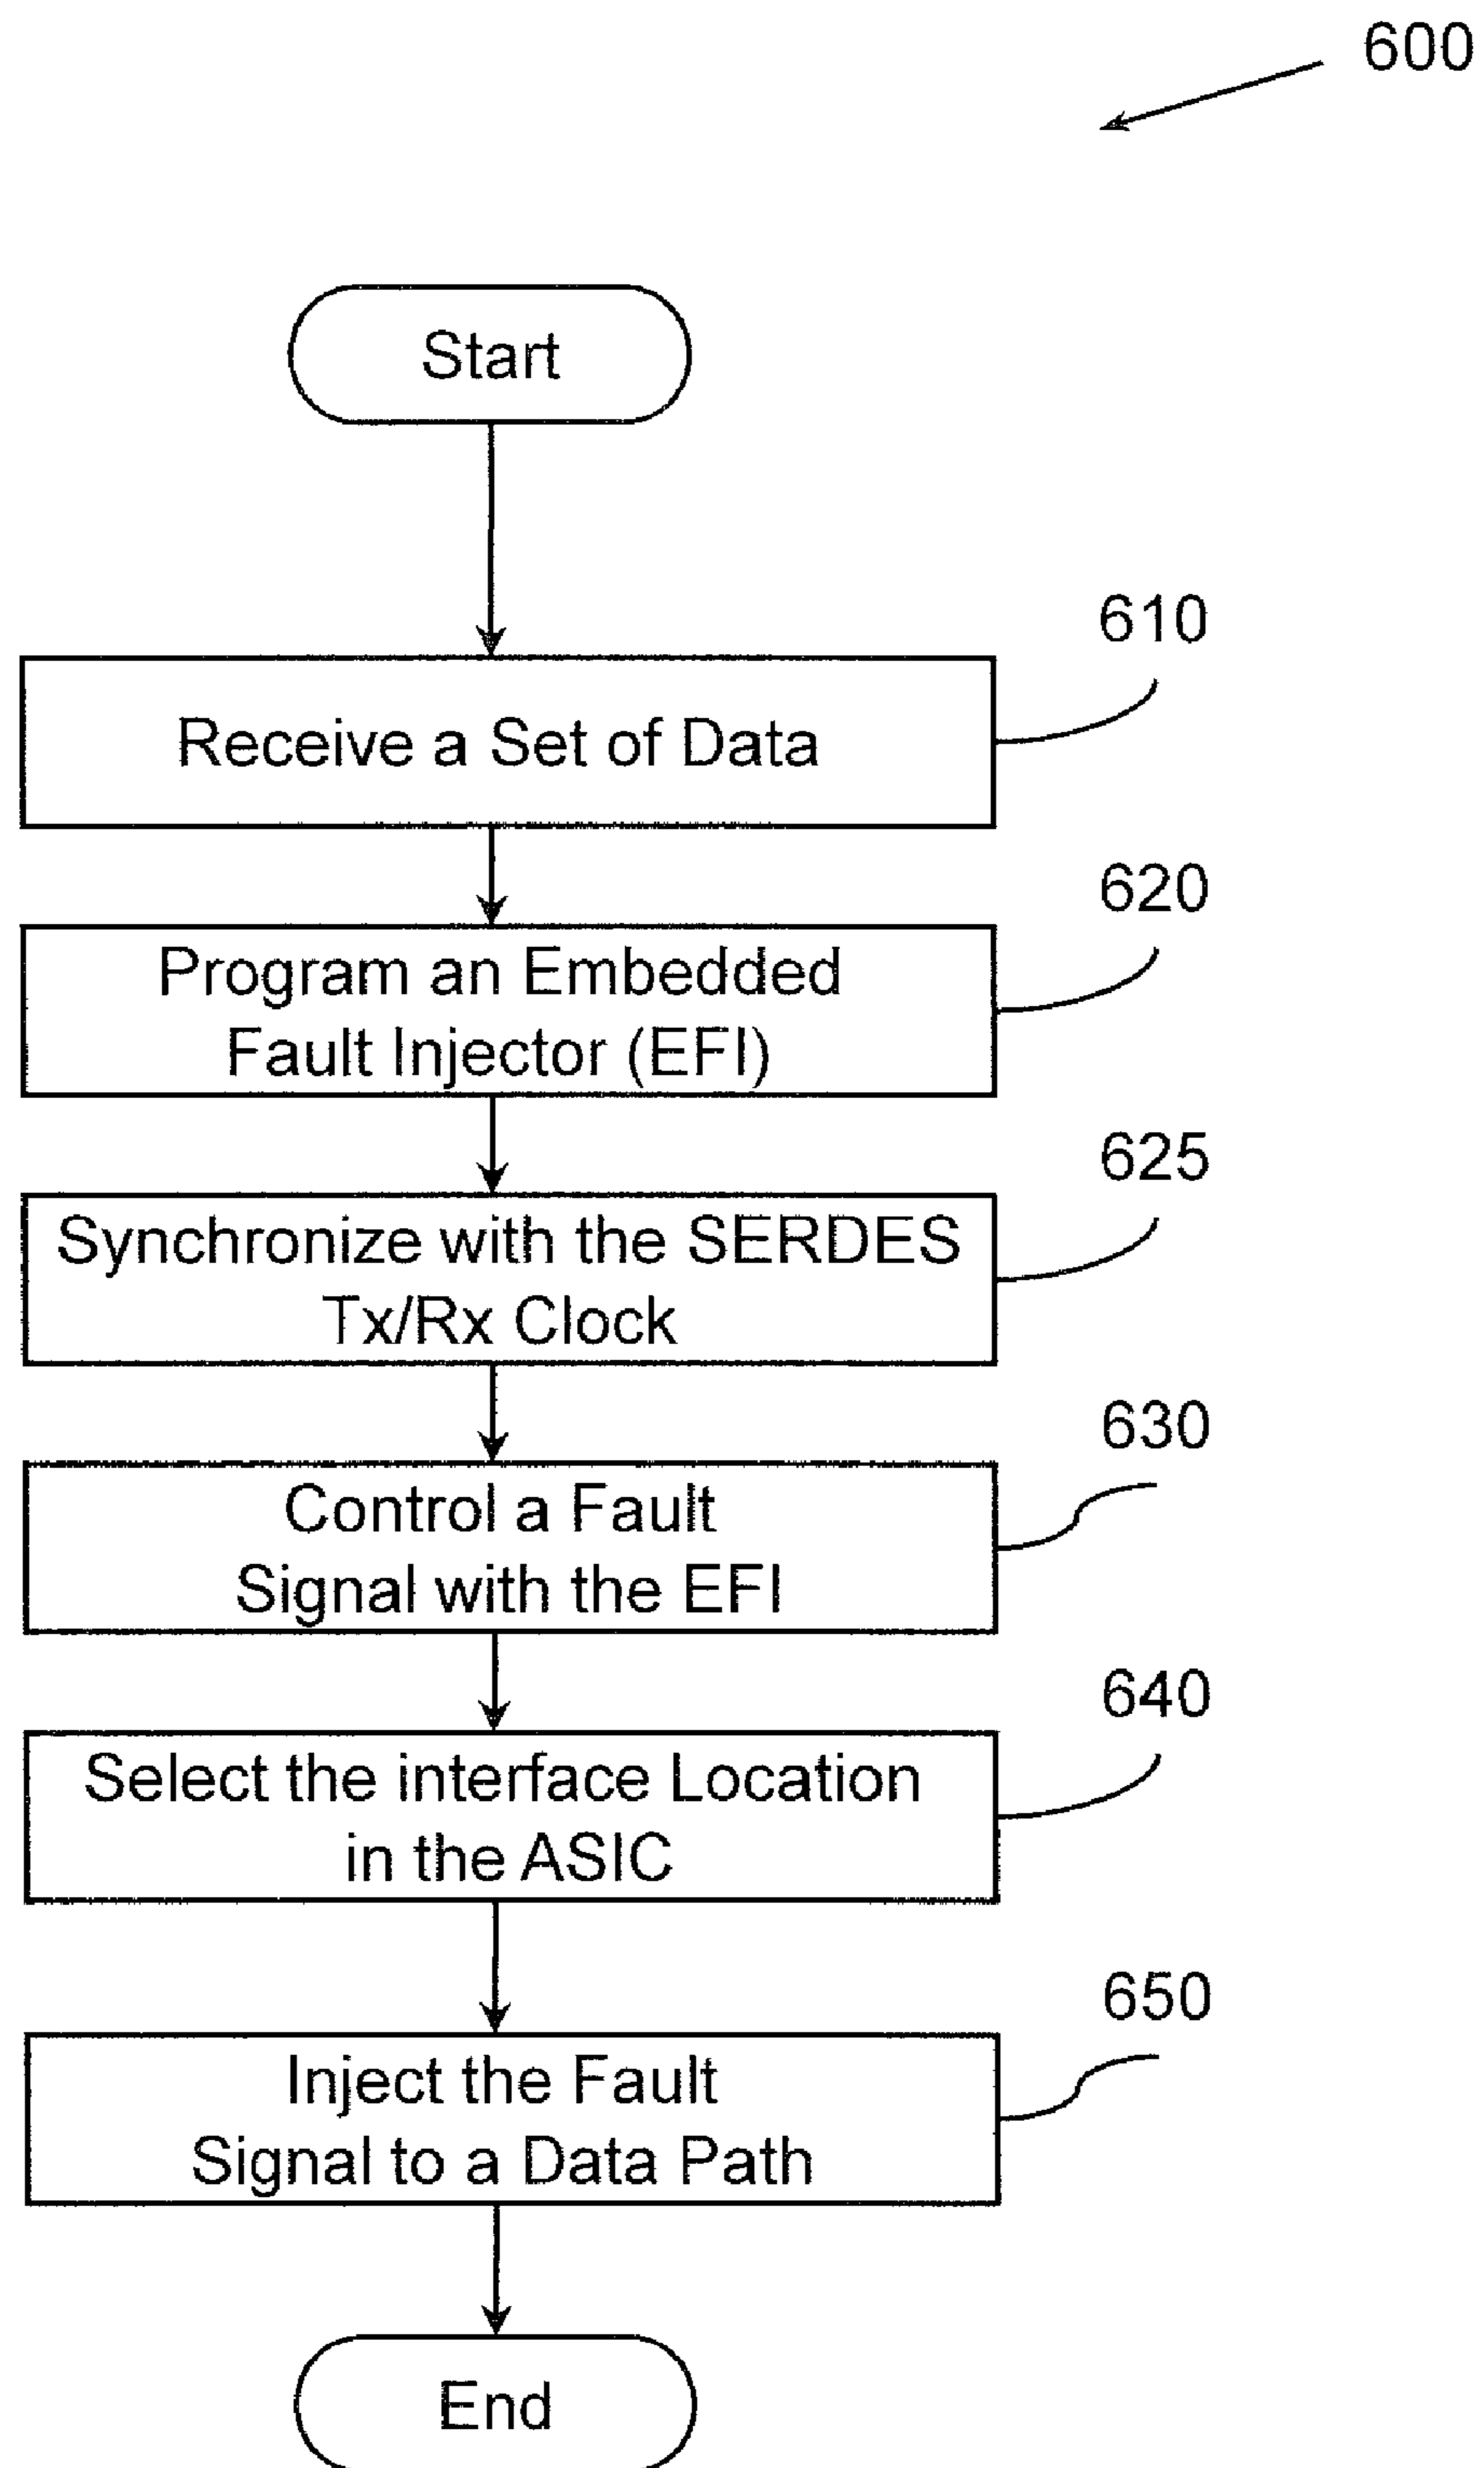 600
Start
610
Receive a Set of Data
620
Program an Embedded
Fault Injector (EFI)
625
Synchronize with the SERDES
Tx/Rx Clock
630
Control a Fault
Signal with the EFI
640
Select the interface Location
in the ASIC
650
Inject the Fault
Signal to a Data Path
End